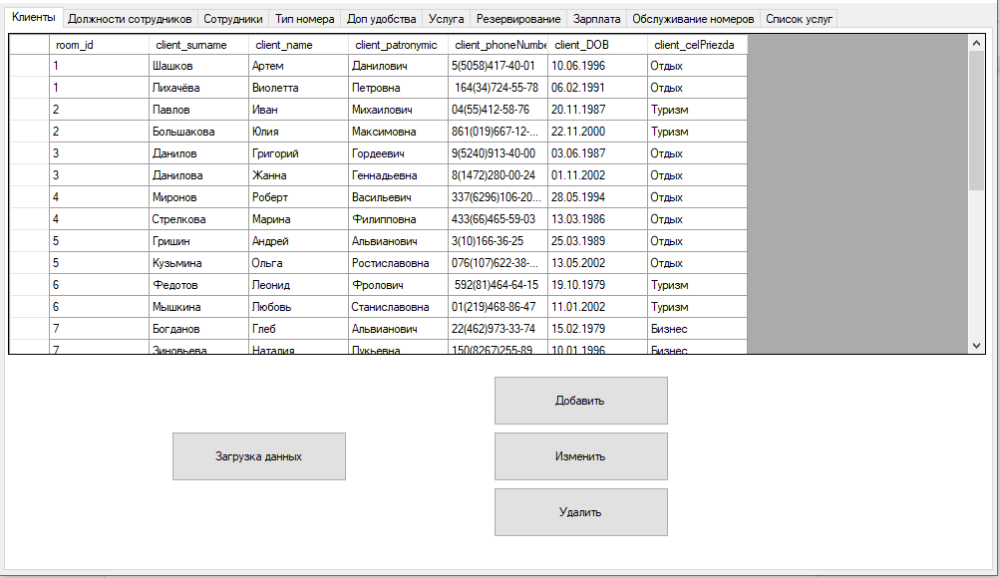 Клиенты Должности сотрудников Сотрудники Тип номера Доп удобства Услуга Резервирование Зарплата Обслуживание номеров Список услуг
room_id client_surname client_name client_patronymic client_phoneNumbe client_DOB client_celPriezda
1 Шашков Артем Данилович 5(5058)417-40-01 10.06.1996 Отдых
1 Лихачёва Виолетта Петровна 164(34)724-55-78 06.02.1991 Отдых
2 Павлов Иван Михаилович 04(55)412-58-76 20.11.1987 Туризм
2 Большакова Юлия Максимовна 861(019)667-12-... 22.11.2000 Туризм
3 Данилов Григорий Гордеевич 9(5240)913-40-00 03.06.1987 Отдых
3 Данилова Жанна Геннадьевна 8(1472)280-00-24 01.11.2002 Отдых
4 Миронов Роберт Васильевич 337(6296)106-20... 28.05.1994 Отдых
4 Стрелкова Марина Филипповна 433(66)465-59-03 13.03.1986 Отдых
5 Гришин Андрей Альвианович 3(10)166-36-25 25.03.1989 Отдых
5 Кузьмина Ольга Ростиславовна 076(107)622-38-... 13.05.2002 Отдых
6 Федотов Леонид Фролович 592(81)464-64-15 19.10.1979 Туризм
6 Мышкина Любовь Станиславовна 01(219)468-86-47 11.01.2002 Туризм
7 Богданов Глеб Альвианович 22(462)973-33-74 15.02.1979 Бизнес
7 Зиновьева Наталия Лукьевна 150(8267)255-89 10.01.1996 Бизнес
Добавить
Загрузка данных Изменить
Удалить